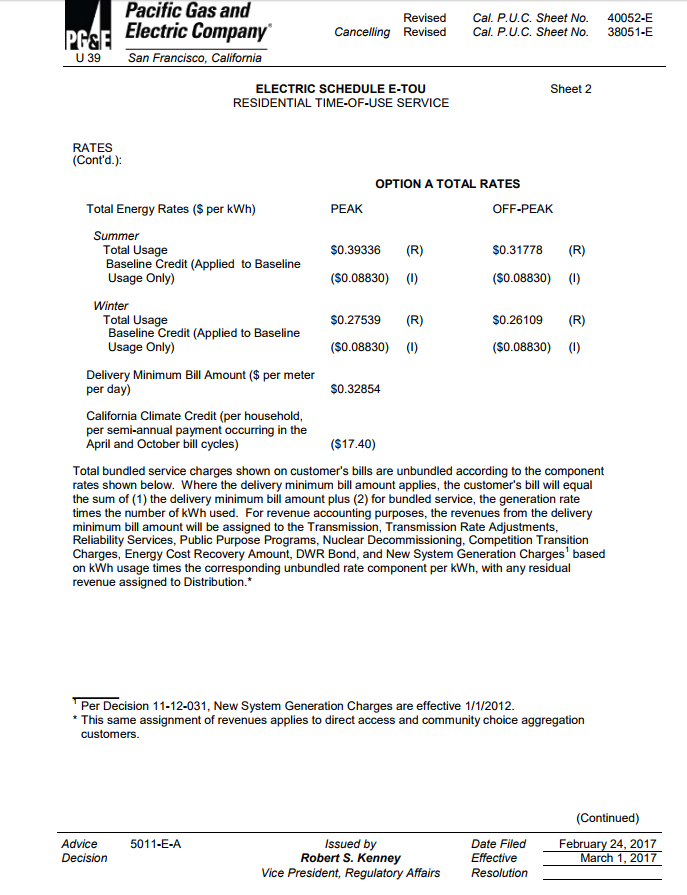 Pacific Gas and
Electric Company®
PG&E
U 39
San Francisco, California
Revised Cal. P.U.C. Sheet No. 40052-E
Cancelling Revised Cal. P.U.C. Sheet No. 38051-E
ELECTRIC SCHEDULE E-TOU Sheet 2
RESIDENTIAL TIME-OF-USE SERVICE
RATES
(Cont'd.):
OPTION A TOTAL RATES
Total Energy Rates ($ per kWh) PEAK OFF-PEAK
Summer
Total Usage $0.39336 (R) $0.31778 (R)
Baseline Credit (Applied to Baseline
Usage Only) ($0.08830) (I) ($0.08830) (I)
Winter
Total Usage $0.27539 (R) $0.26109 (R)
Baseline Credit (Applied to Baseline
Usage Only) ($0.08830) (I) ($0.08830) (I)
Delivery Minimum Bill Amount ($ per meter
per day) $0.32854
California Climate Credit (per household,
per semi-annual payment occurring in the
April and October bill cycles) ($17.40)
Total bundled service charges shown on customer's bills are unbundled according to the component
rates shown below. Where the delivery minimum bill amount applies, the customer's bill will equal
the sum of (1) the delivery minimum bill amount plus (2) for bundled service, the generation rate
times the number of kWh used. For revenue accounting purposes, the revenues from the delivery
minimum bill amount will be assigned to the Transmission, Transmission Rate Adjustments,
Reliability Services, Public Purpose Programs, Nuclear Decommissioning, Competition Transition
Charges, Energy Cost Recovery Amount, DWR Bond, and New System Generation Charges¹ based
on kWh usage times the corresponding unbundled rate component per kWh, with any residual
revenue assigned to Distribution.*
¹ Per Decision 11-12-031, New System Generation Charges are effective 1/1/2012.
* This same assignment of revenues applies to direct access and community choice aggregation
customers.
(Continued)
Advice 5011-E-A Issued by Date Filed February 24, 2017
Decision Robert S. Kenney Effective March 1, 2017
Vice President, Regulatory Affairs Resolution